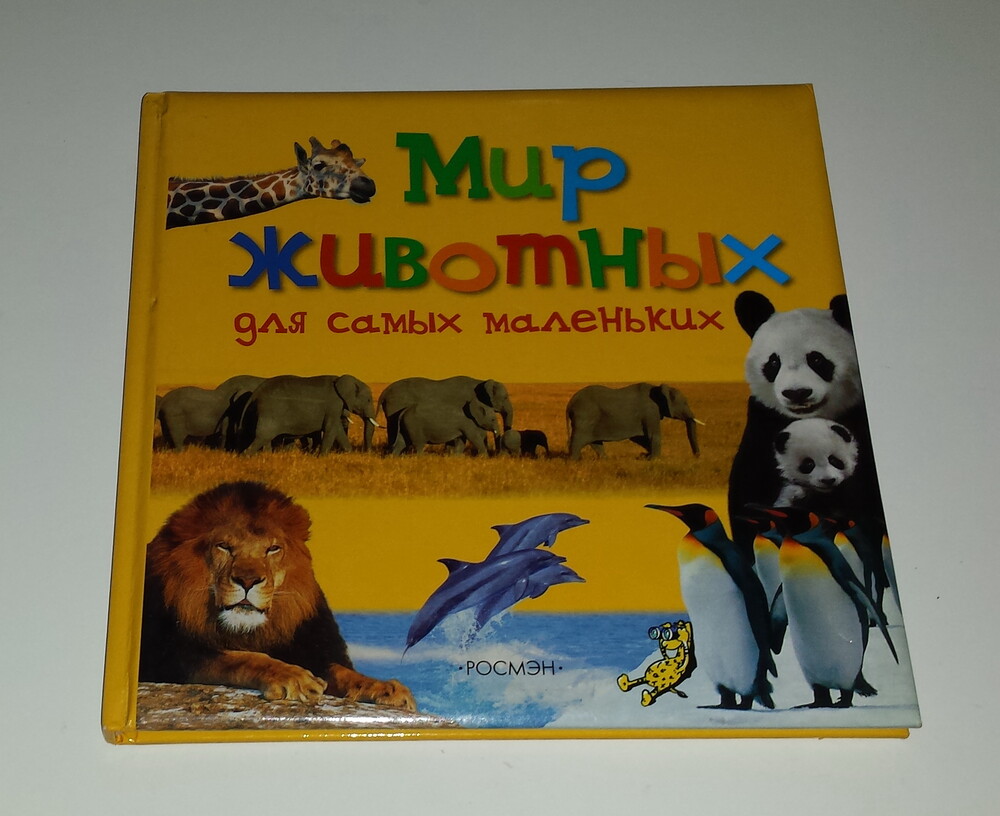 Мир
животных
для самых маленьких
·РОСМЭН·